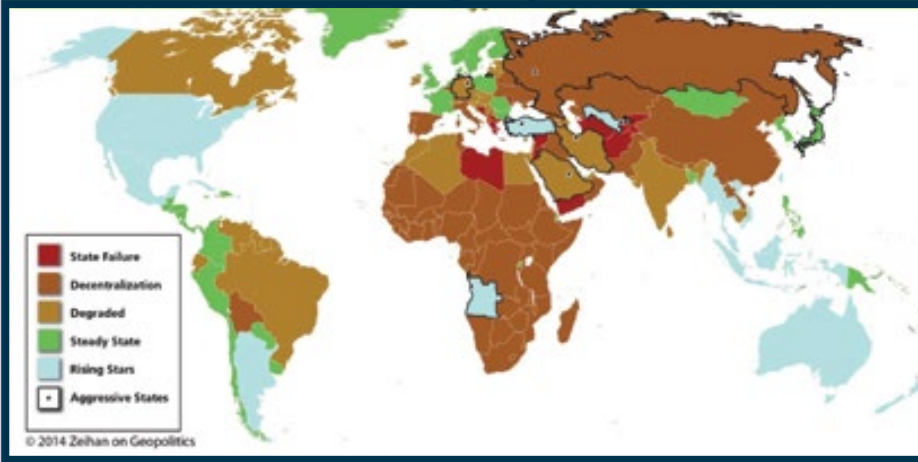 State Failure
Decentralization
Degraded
Steady State
Rising Stars
Aggressive States
© 2014 Zeihan on Geopolitics